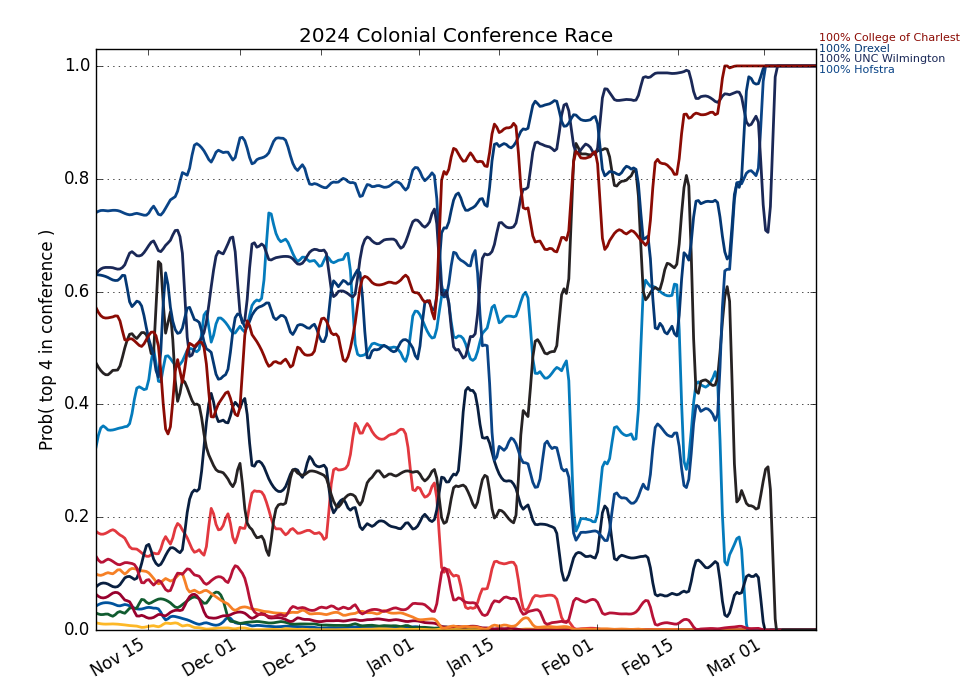 2024 Colonial Conference Race
100% College of Charlest
100% Drexel
100% UNC Wilmington
100% Hofstra
Prob( top 4 in conference )
1.0
0.8
0.6
0.4
0.2
0.0
Nov 15
Dec 01
Dec 15
Jan 01
Jan 15
Feb 01
Feb 15
Mar 01